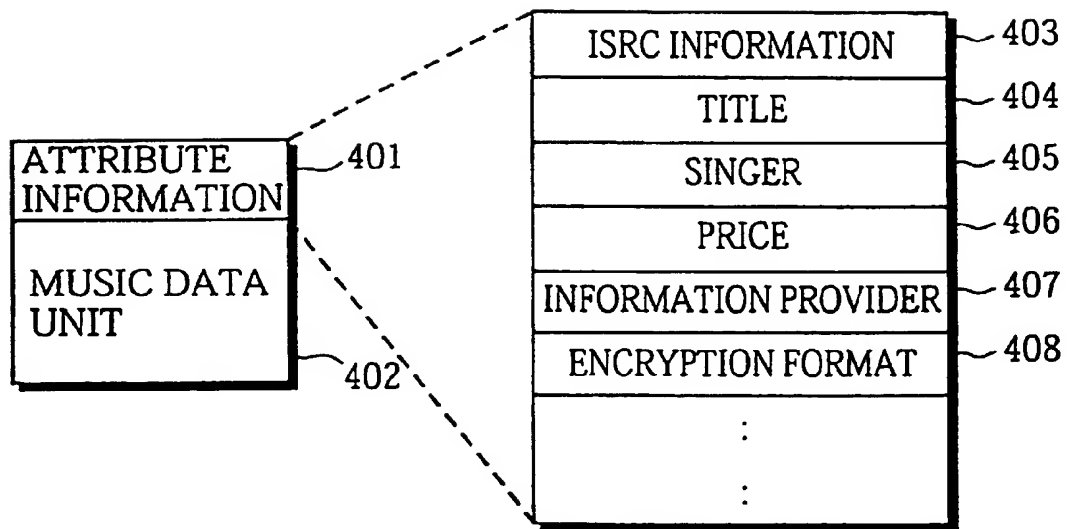 ATTRIBUTE
INFORMATION
401
MUSIC DATA
UNIT
402
ISRC INFORMATION
403
TITLE
404
SINGER
405
PRICE
406
INFORMATION PROVIDER
407
ENCRYPTION FORMAT
408
:
: